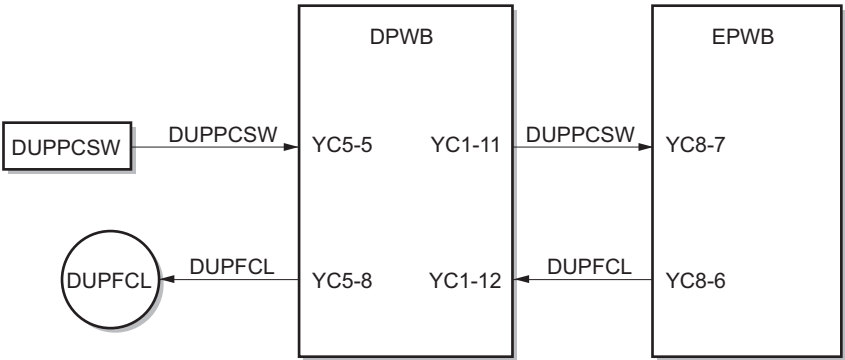 DPWB EPWB
DUPPCSW DUPPCSW YC5-5 YC1-11 DUPPCSW YC8-7
DUPFCL DUPFCL YC5-8 YC1-12 DUPFCL YC8-6